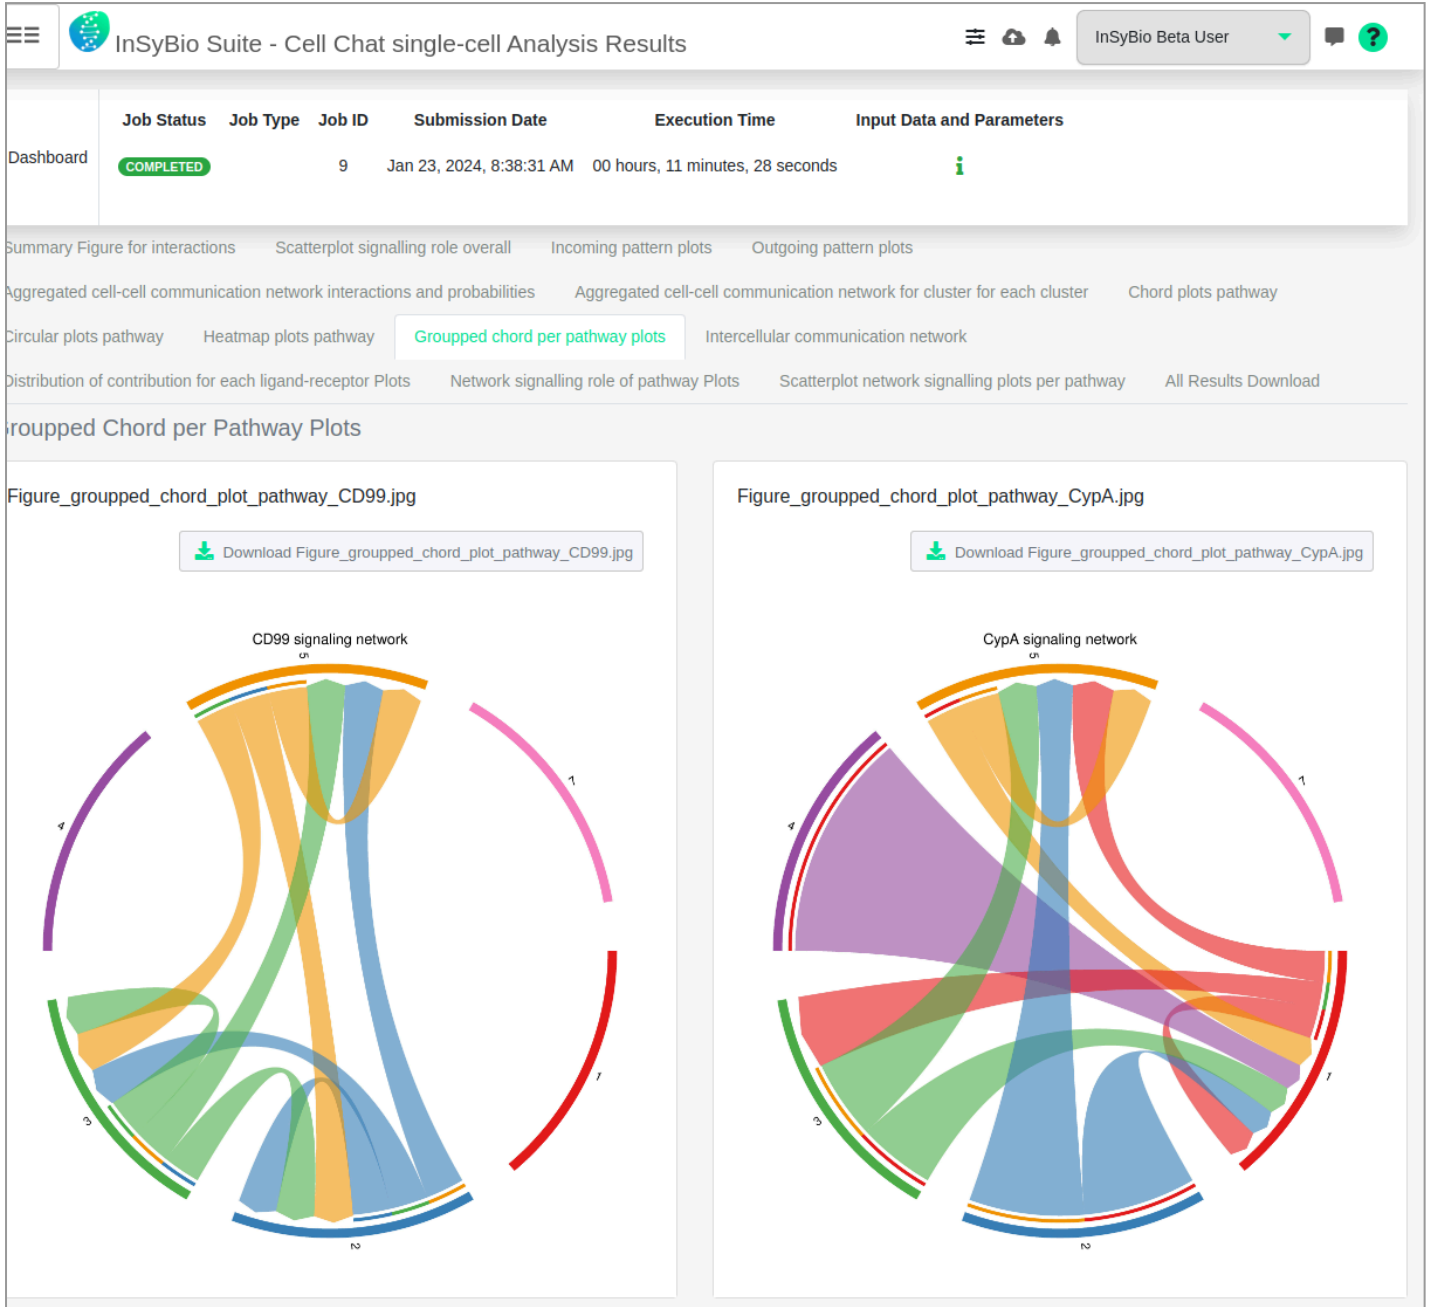 InSyBio Suite - Cell Chat single-cell Analysis Results
InSyBio Beta User
?
Dashboard
Job Status Job Type Job ID Submission Date Execution Time Input Data and Parameters
COMPLETED 9 Jan 23, 2024, 8:38:31 AM 00 hours, 11 minutes, 28 seconds
Summary Figure for interactions Scatterplot signalling role overall Incoming pattern plots Outgoing pattern plots
Aggregated cell-cell communication network interactions and probabilities Aggregated cell-cell communication network for cluster for each cluster Chord plots pathway
Circular plots pathway Heatmap plots pathway Groupped chord per pathway plots Intercellular communication network
Distribution of contribution for each ligand-receptor Plots Network signalling role of pathway Plots Scatterplot network signalling plots per pathway All Results Download
Groupped Chord per Pathway Plots
Figure_groupped_chord_plot_pathway_CD99.jpg
Download Figure_groupped_chord_plot_pathway_CD99.jpg
CD99 signaling network
5
7
4
1
3
2
Figure_groupped_chord_plot_pathway_CypA.jpg
Download Figure_groupped_chord_plot_pathway_CypA.jpg
CypA signaling network
5
7
4
1
3
2